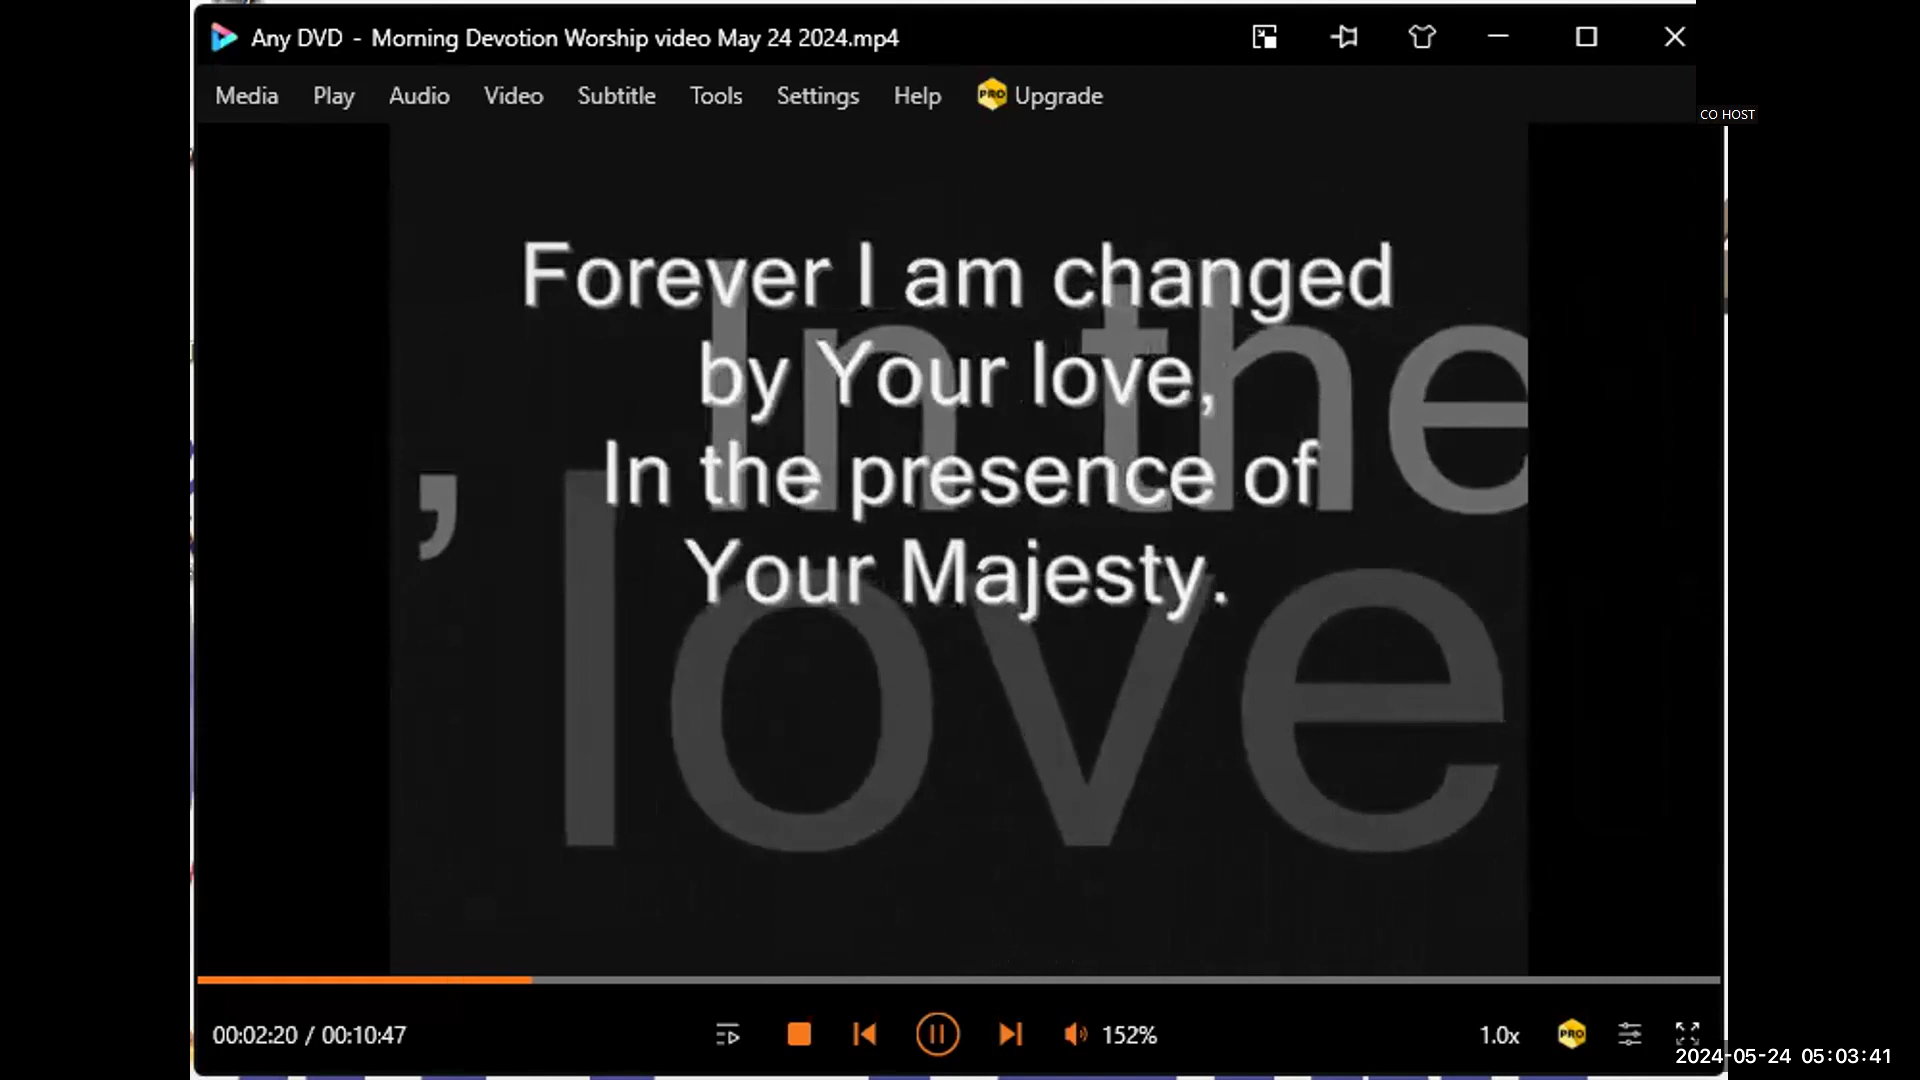 Any DVD - Morning Devotion Worship video May 24 2024.mp4
Media Play Audio Video Subtitle Tools Settings Help PRO Upgrade
CO HOST
Forever I am changed
by Your love,
In the presence of
Your Majesty.
In the
, love
00:02:20 / 00:10:47 152% 1.0x PRO
2024-05-24 05:03:41